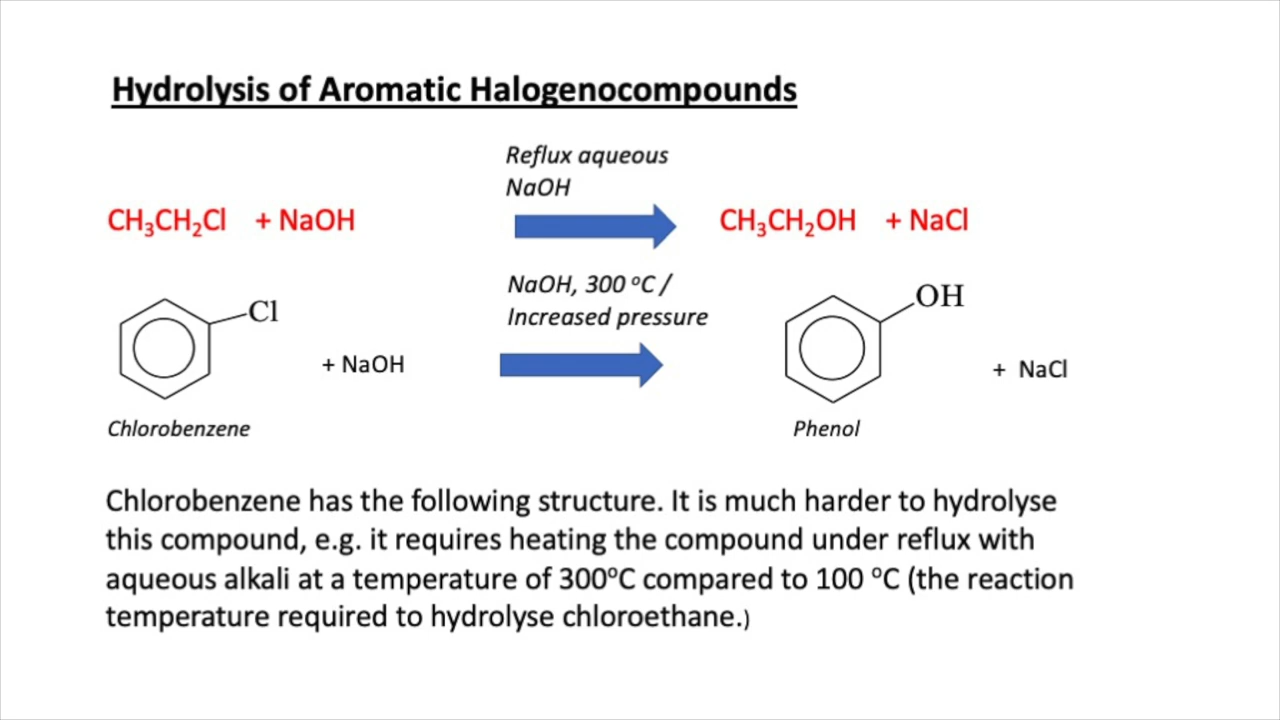 Hydrolysis of Aromatic Halogenocompounds
Reflux aqueous
NaOH
CH₃CH₂Cl + NaOH
CH₃CH₂OH + NaCl
NaOH, 300 ºC /
Increased pressure
Cl
OH
+ NaOH
+ NaCl
Chlorobenzene
Phenol
Chlorobenzene has the following structure. It is much harder to hydrolyse
this compound, e.g. it requires heating the compound under reflux with
aqueous alkali at a temperature of 300ºC compared to 100 ºC (the reaction
temperature required to hydrolyse chloroethane.)